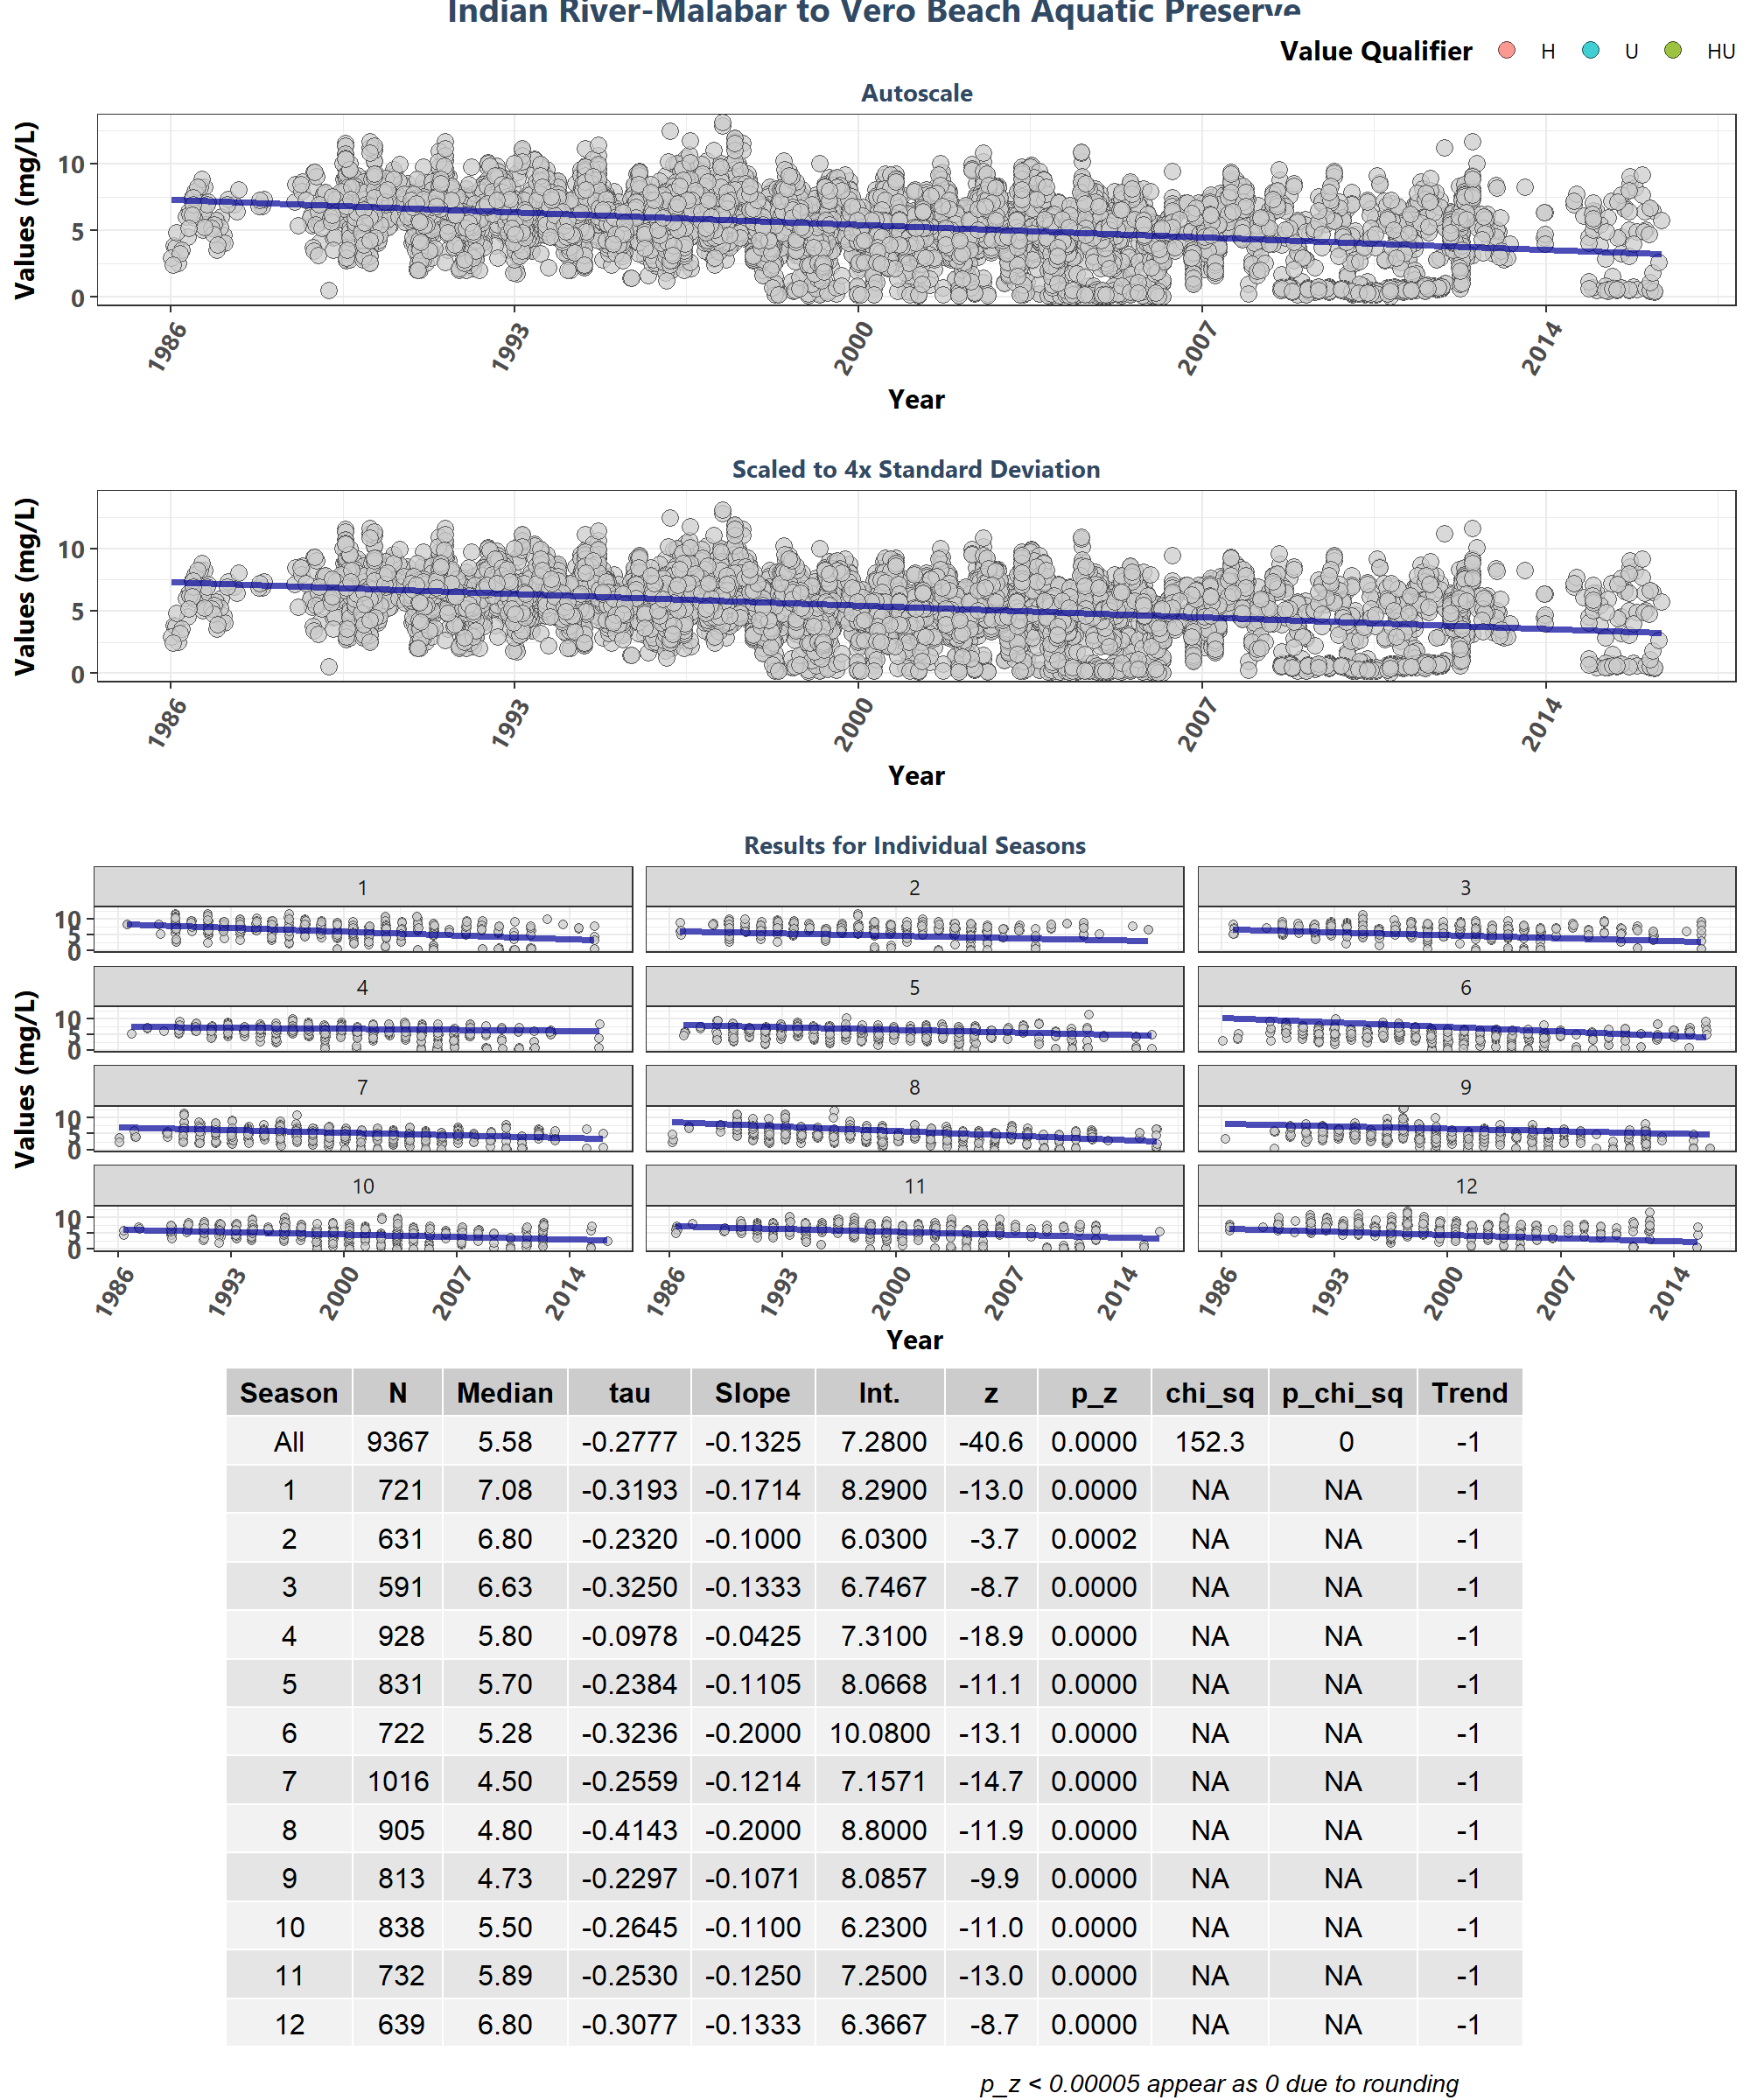 Indian River-Malabar to Vero Beach Aquatic Preserve
Value Qualifier H U HU
Autoscale
Values (mg/L)
10
5
0
1986 1993 2000 2007 2014
Year
Scaled to 4x Standard Deviation
Values (mg/L)
10
5
0
1986 1993 2000 2007 2014
Year
Results for Individual Seasons
Values (mg/L)
1 2 3
10
5
0
4 5 6
10
5
0
7 8 9
10
5
0
10 11 12
10
5
0
1986 1993 2000 2007 2014 1986 1993 2000 2007 2014 1986 1993 2000 2007 2014
Year
Season N Median tau Slope Int. z p_z chi_sq p_chi_sq Trend
All 9367 5.58 -0.2777 -0.1325 7.2800 -40.6 0.0000 152.3 0 -1
1 721 7.08 -0.3193 -0.1714 8.2900 -13.0 0.0000 NA NA -1
2 631 6.80 -0.2320 -0.1000 6.0300 -3.7 0.0002 NA NA -1
3 591 6.63 -0.3250 -0.1333 6.7467 -8.7 0.0000 NA NA -1
4 928 5.80 -0.0978 -0.0425 7.3100 -18.9 0.0000 NA NA -1
5 831 5.70 -0.2384 -0.1105 8.0668 -11.1 0.0000 NA NA -1
6 722 5.28 -0.3236 -0.2000 10.0800 -13.1 0.0000 NA NA -1
7 1016 4.50 -0.2559 -0.1214 7.1571 -14.7 0.0000 NA NA -1
8 905 4.80 -0.4143 -0.2000 8.8000 -11.9 0.0000 NA NA -1
9 813 4.73 -0.2297 -0.1071 8.0857 -9.9 0.0000 NA NA -1
10 838 5.50 -0.2645 -0.1100 6.2300 -11.0 0.0000 NA NA -1
11 732 5.89 -0.2530 -0.1250 7.2500 -13.0 0.0000 NA NA -1
12 639 6.80 -0.3077 -0.1333 6.3667 -8.7 0.0000 NA NA -1
p_z < 0.00005 appear as 0 due to rounding